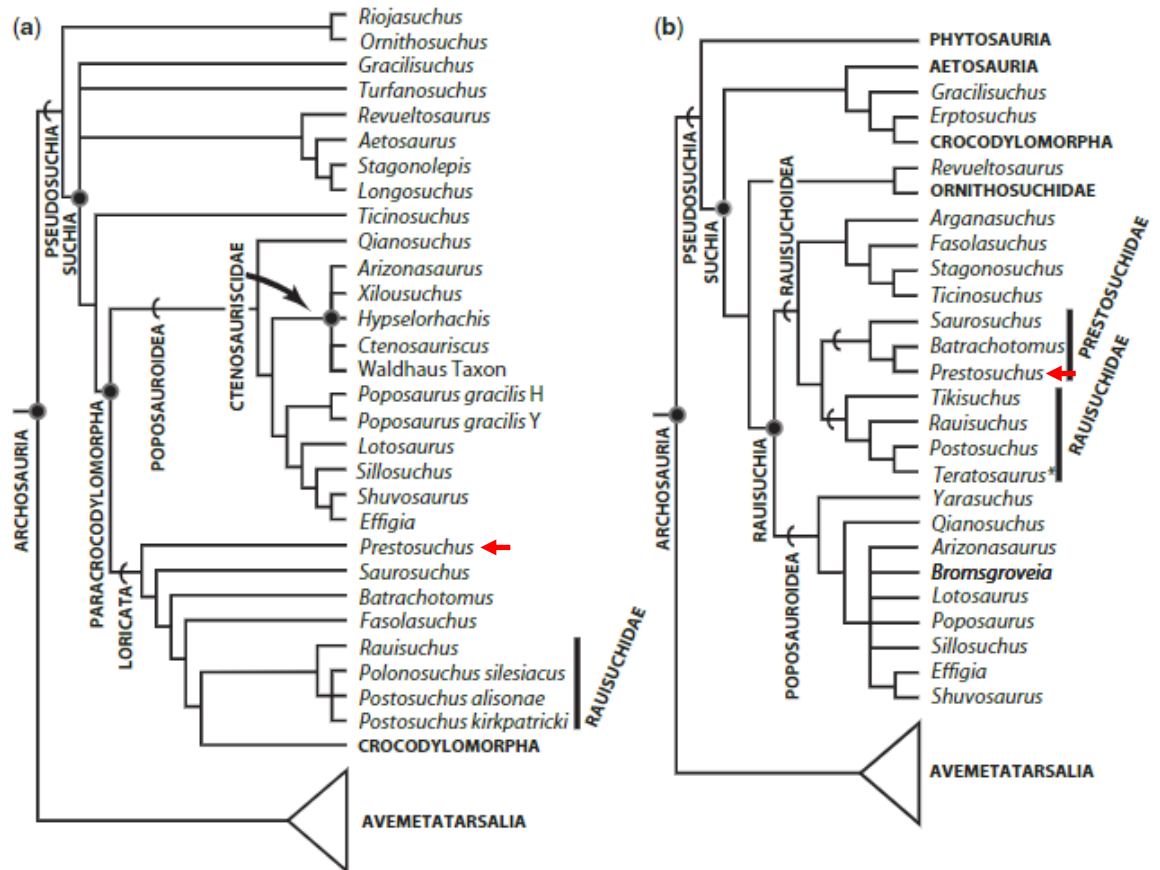 (a)
Riojasuchus
Ornithosuchus
Gracilisuchus
Turfanosuchus
Revueltosaurus
Aetosaurus
Stagonolepis
Longosuchus
Ticinosuchus
Qianosuchus
Arizonasaurus
Xilousuchus
Hypselorhachis
Ctenosauriscus
Waldhaus Taxon
Poposaurus gracilis H
Poposaurus gracilis Y
Lotosaurus
Sillosuchus
Shuvosaurus
Effigia
Prestosuchus
Saurosuchus
Batrachotomus
Fasolasuchus
Rauisuchus
Polonosuchus silesiacus
Postosuchus alisonae
Postosuchus kirkpatricki
CROCODYLOMORPHA
AVEMETATARSALIA
ARCHOSAURIA
PSEUDOSUCHIA
SUCHIA
PARACROCODYLOMORPHA
POPOSAUROIDEA
CTENOSAURISCIDAE
LORICATA
RAUISUCHIDAE
(b)
PHYTOSAURIA
AETOSAURIA
Gracilisuchus
Erptosuchus
CROCODYLOMORPHA
Revueltosaurus
ORNITHOSUCHIDAE
Arganasuchus
Fasolasuchus
Stagonosuchus
Ticinosuchus
Saurosuchus
Batrachotomus
Prestosuchus
Tikisuchus
Rauisuchus
Postosuchus
Teratosaurus*
Yarasuchus
Qianosuchus
Arizonasaurus
Bromsgroveia
Lotosaurus
Poposaurus
Sillosuchus
Effigia
Shuvosaurus
AVEMETATARSALIA
ARCHOSAURIA
PSEUDOSUCHIA
SUCHIA
RAUISUCHIA
RAUISUCHOIDEA
POPOSAUROIDEA
PRESTOSUCHIDAE
RAUISUCHIDAE